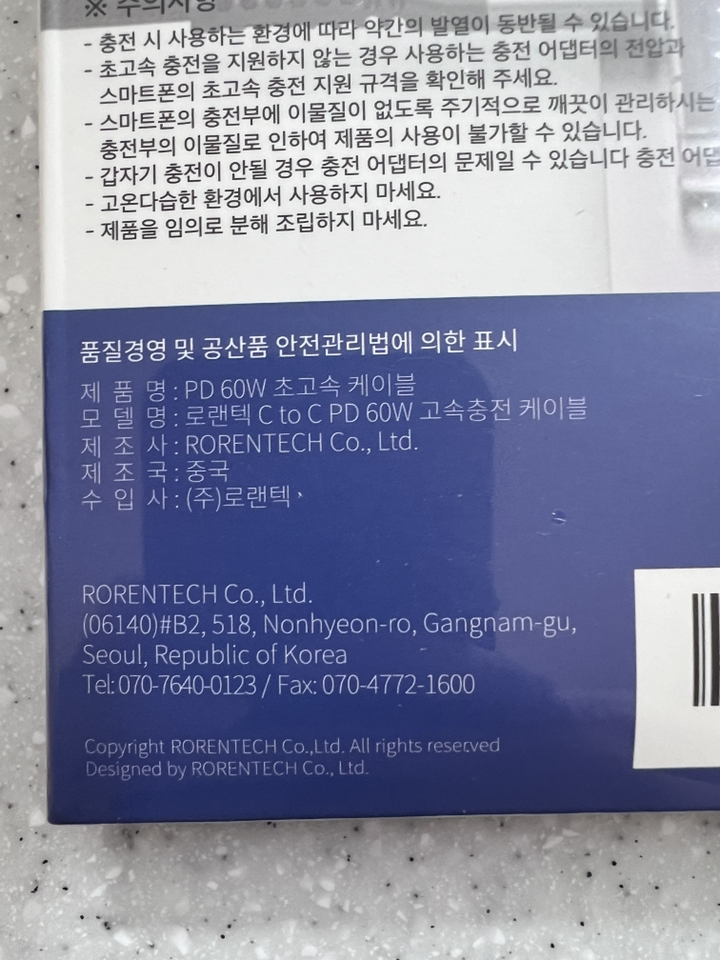 ※ 주의사항
- 충전 시 사용하는 환경에 따라 약간의 발열이 동반될 수 있습니다.
- 초고속 충전을 지원하지 않는 경우 사용하는 충전 어댑터의 전압과
스마트폰의 초고속 충전 지원 규격을 확인해 주세요.
- 스마트폰의 충전부에 이물질이 없도록 주기적으로 깨끗이 관리하시는
충전부의 이물질로 인하여 제품의 사용이 불가할 수 있습니다.
- 갑자기 충전이 안될 경우 충전 어댑터의 문제일 수 있습니다 충전 어댑
- 고온다습한 환경에서 사용하지 마세요.
- 제품을 임의로 분해 조립하지 마세요.
품질경영 및 공산품 안전관리법에 의한 표시
제 품 명 : PD 60W 초고속 케이블
모 델 명 : 로랜텍 C to C PD 60W 고속충전 케이블
제 조 사 : RORENTECH Co., Ltd.
제 조 국 : 중국
수 입 사 : (주)로랜텍
RORENTECH Co., Ltd.
(06140)#B2, 518, Nonhyeon-ro, Gangnam-gu,
Seoul, Republic of Korea
Tel: 070-7640-0123 / Fax: 070-4772-1600
Copyright RORENTECH Co.,Ltd. All rights reserved
Designed by RORENTECH Co., Ltd.